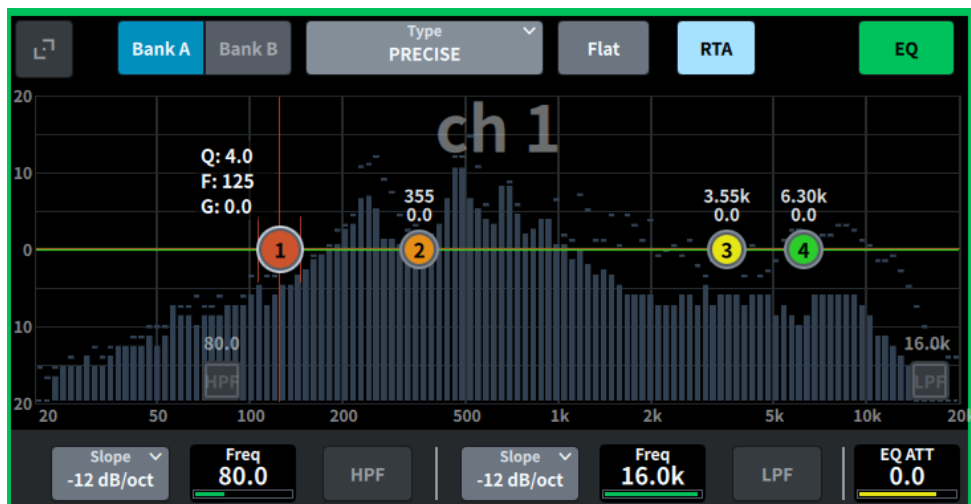 Bank A Bank B Type PRECISE Flat RTA EQ
ch 1
20
10
0
10
20
Q: 4.0
F: 125
G: 0.0
1
355
0.0
2
3.55k
0.0
3
6.30k
0.0
4
80.0
HPF
16.0k
LPF
20 50 100 200 500 1k 2k 5k 10k 20k
Slope
-12 dB/oct
Freq
80.0
HPF
Slope
-12 dB/oct
Freq
16.0k
LPF
EQ ATT
0.0